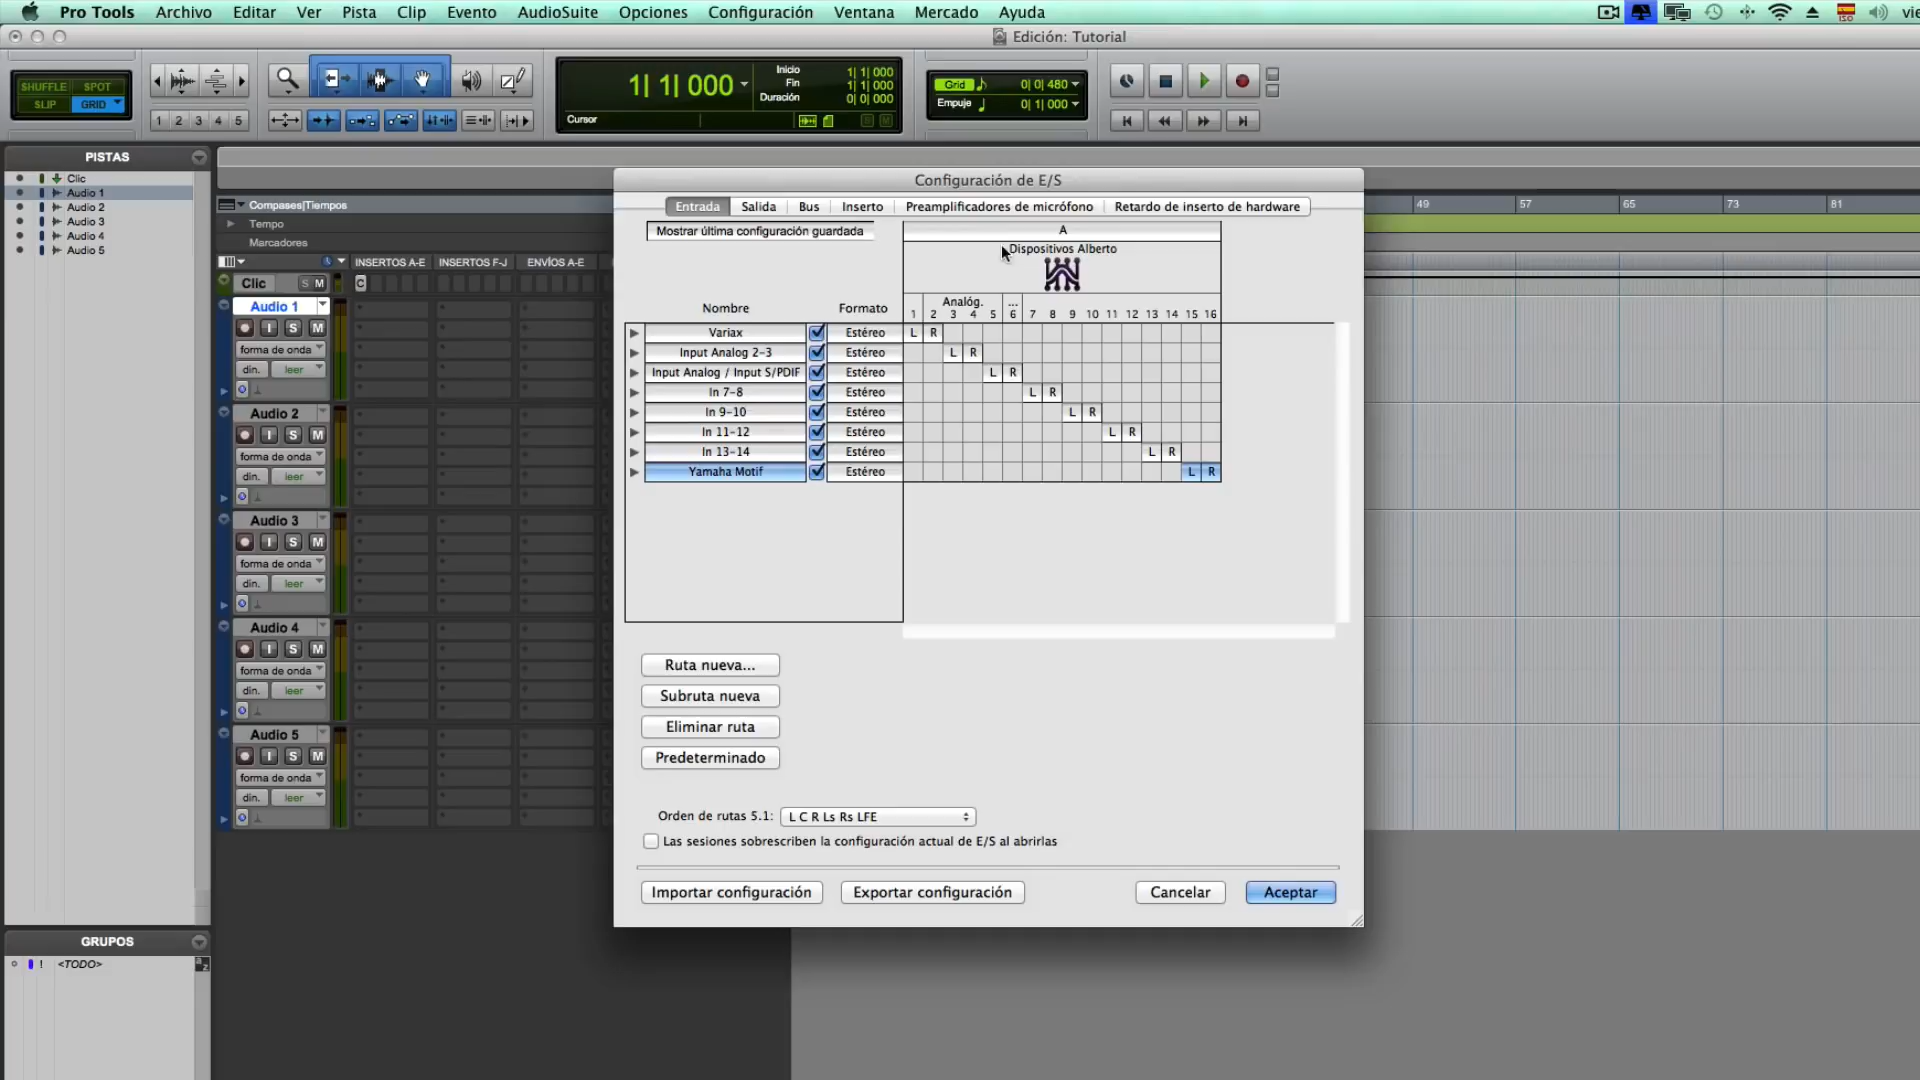 Pro Tools Archivo Editar Ver Pista Clip Evento AudioSuite Opciones Configuración Ventana Mercado Ayuda ISO vie
Edición: Tutorial
SHUFFLE SPOT
SLIP GRID
1 2 3 4 5
1| 1| 000
Inicio 1| 1| 000
Fin 1| 1| 000
Duración 0| 0| 000
Cursor
Grid 0| 0| 480
Empuje 0| 1| 000
PISTAS
Clic
Audio 1
Audio 2
Audio 3
Audio 4
Audio 5
GRUPOS
! <TODO>
Compases|Tiempos
Tempo
Marcadores
49 57 65 73 81
INSERTOS A-E INSERTOS F-J ENVÍOS A-E
Clic S M C
Audio 1
I S M
forma de onda
din. leer
Audio 2
I S M
forma de onda
din. leer
Audio 3
I S M
forma de onda
din. leer
Audio 4
I S M
forma de onda
din. leer
Audio 5
I S M
forma de onda
din. leer
Configuración de E/S
Entrada Salida Bus Inserto Preamplificadores de micrófono Retardo de inserto de hardware
Mostrar última configuración guardada
A
Dispositivos Alberto
Analóg. ...
Nombre Formato 1 2 3 4 5 6 7 8 9 10 11 12 13 14 15 16
Variax Estéreo L R
Input Analog 2-3 Estéreo L R
Input Analog / Input S/PDIF Estéreo L R
In 7-8 Estéreo L R
In 9-10 Estéreo L R
In 11-12 Estéreo L R
In 13-14 Estéreo L R
Yamaha Motif Estéreo L R
Ruta nueva...
Subruta nueva
Eliminar ruta
Predeterminado
Orden de rutas 5.1: L C R Ls Rs LFE
Las sesiones sobrescriben la configuración actual de E/S al abrirlas
Importar configuración Exportar configuración Cancelar Aceptar